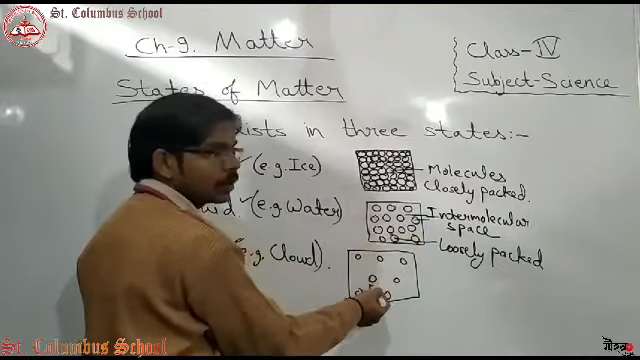 St. Columbus School
Ch-9. Matter
Class-IV
Subject-Science
States of Matter
in three states:-
(e.g. Ice)
Molecules
Closely packed.
(e.g Water)
Intermolecular
space
Loosely packed
e.g. Cloud).
St. Columbus School